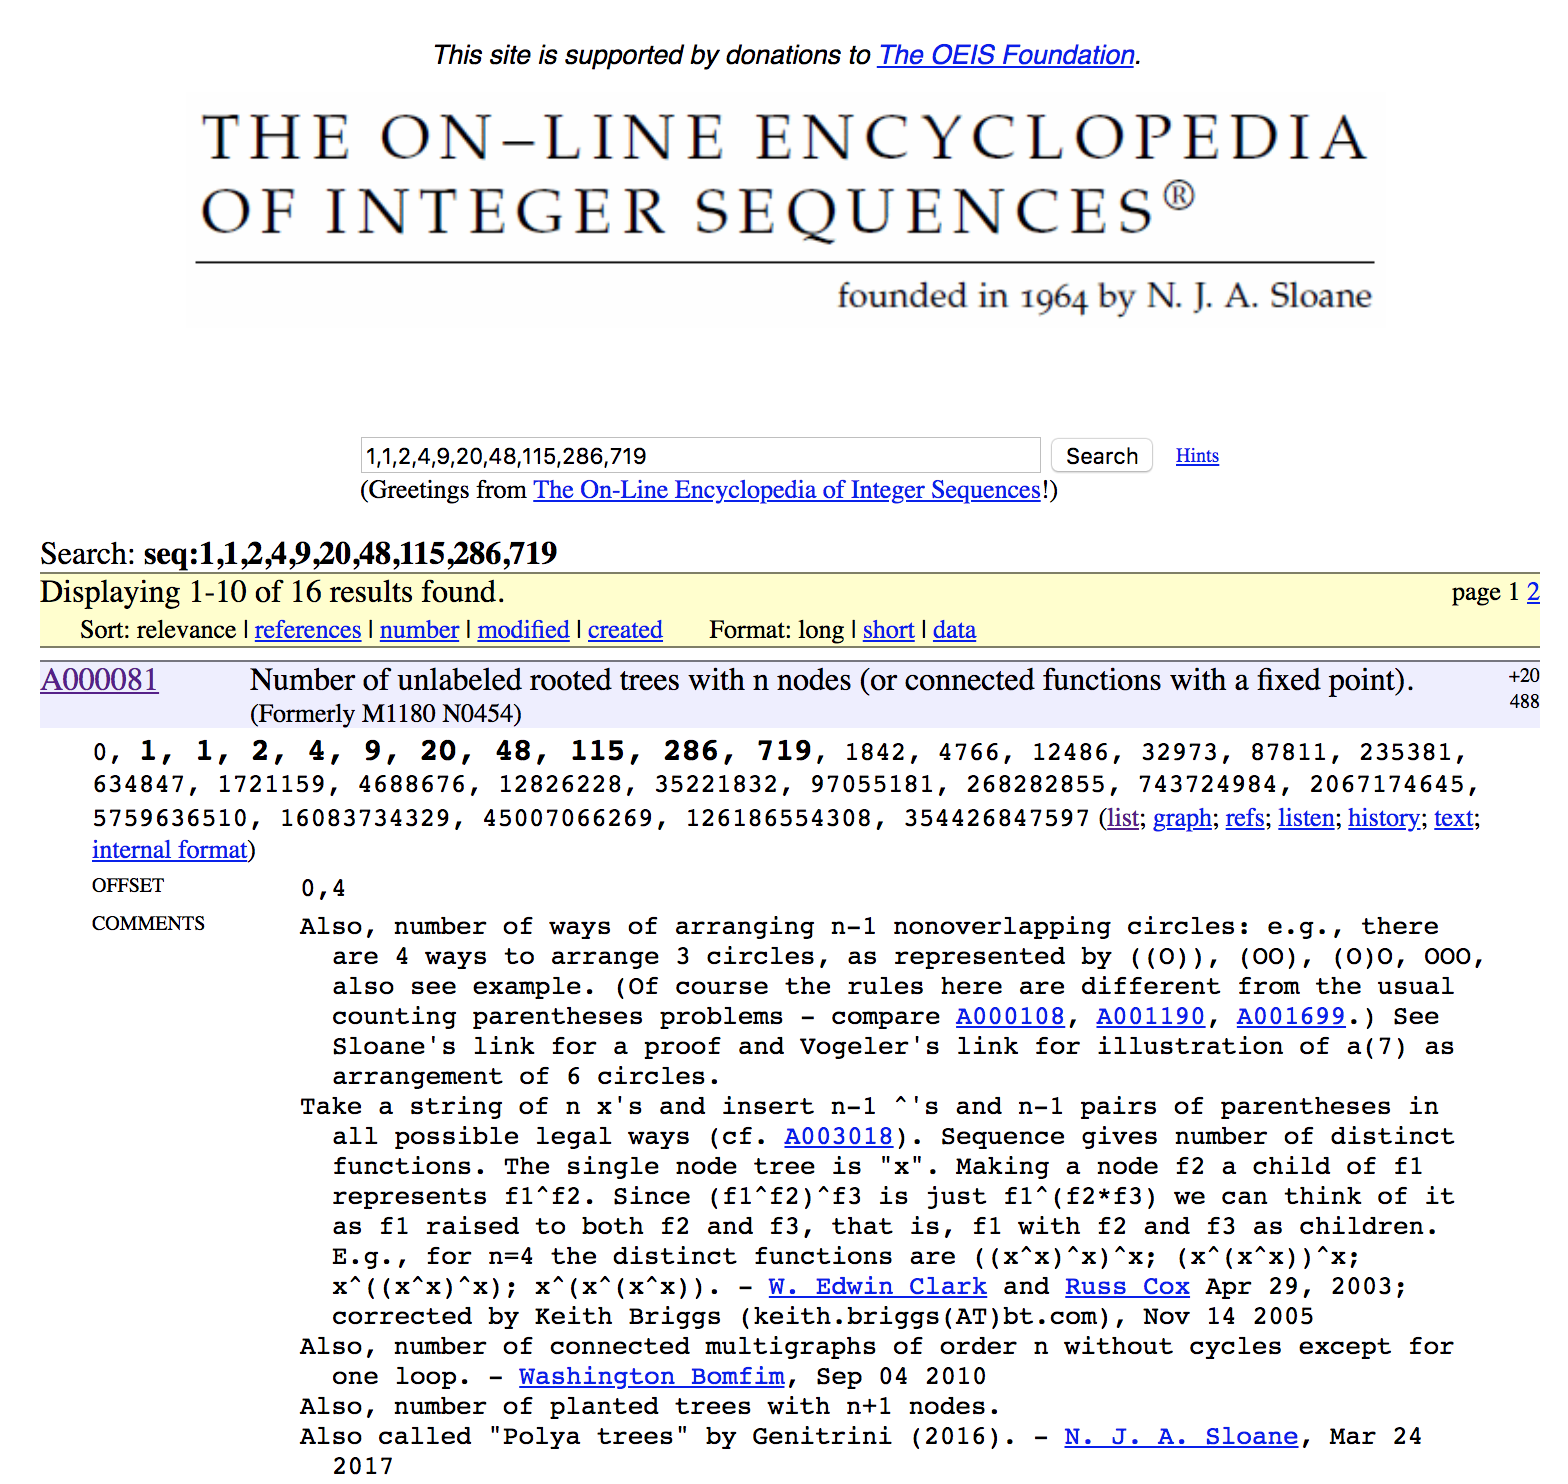 This site is supported by donations to The OEIS Foundation.
THE ON–LINE ENCYCLOPEDIA
OF INTEGER SEQUENCES®
founded in 1964 by N. J. A. Sloane
1,1,2,4,9,20,48,115,286,719 Search Hints
(Greetings from The On-Line Encyclopedia of Integer Sequences!)
Search: seq:1,1,2,4,9,20,48,115,286,719
Displaying 1-10 of 16 results found. page 1 2
Sort: relevance | references | number | modified | created Format: long | short | data
A000081 Number of unlabeled rooted trees with n nodes (or connected functions with a fixed point). +20
(Formerly M1180 N0454) 488
0, 1, 1, 2, 4, 9, 20, 48, 115, 286, 719, 1842, 4766, 12486, 32973, 87811, 235381,
634847, 1721159, 4688676, 12826228, 35221832, 97055181, 268282855, 743724984, 2067174645,
5759636510, 16083734329, 45007066269, 126186554308, 354426847597 (list; graph; refs; listen; history; text;
internal format)
OFFSET 0,4
COMMENTS Also, number of ways of arranging n-1 nonoverlapping circles: e.g., there
are 4 ways to arrange 3 circles, as represented by ((O)), (OO), (O)O, OOO,
also see example. (Of course the rules here are different from the usual
counting parentheses problems - compare A000108, A001190, A001699.) See
Sloane's link for a proof and Vogeler's link for illustration of a(7) as
arrangement of 6 circles.
Take a string of n x's and insert n-1 ^'s and n-1 pairs of parentheses in
all possible legal ways (cf. A003018). Sequence gives number of distinct
functions. The single node tree is "x". Making a node f2 a child of f1
represents f1^f2. Since (f1^f2)^f3 is just f1^(f2*f3) we can think of it
as f1 raised to both f2 and f3, that is, f1 with f2 and f3 as children.
E.g., for n=4 the distinct functions are ((x^x)^x)^x; (x^(x^x))^x;
x^((x^x)^x); x^(x^(x^x)). - W. Edwin Clark and Russ Cox Apr 29, 2003;
corrected by Keith Briggs (keith.briggs(AT)bt.com), Nov 14 2005
Also, number of connected multigraphs of order n without cycles except for
one loop. - Washington Bomfim, Sep 04 2010
Also, number of planted trees with n+1 nodes.
Also called "Polya trees" by Genitrini (2016). - N. J. A. Sloane, Mar 24
2017